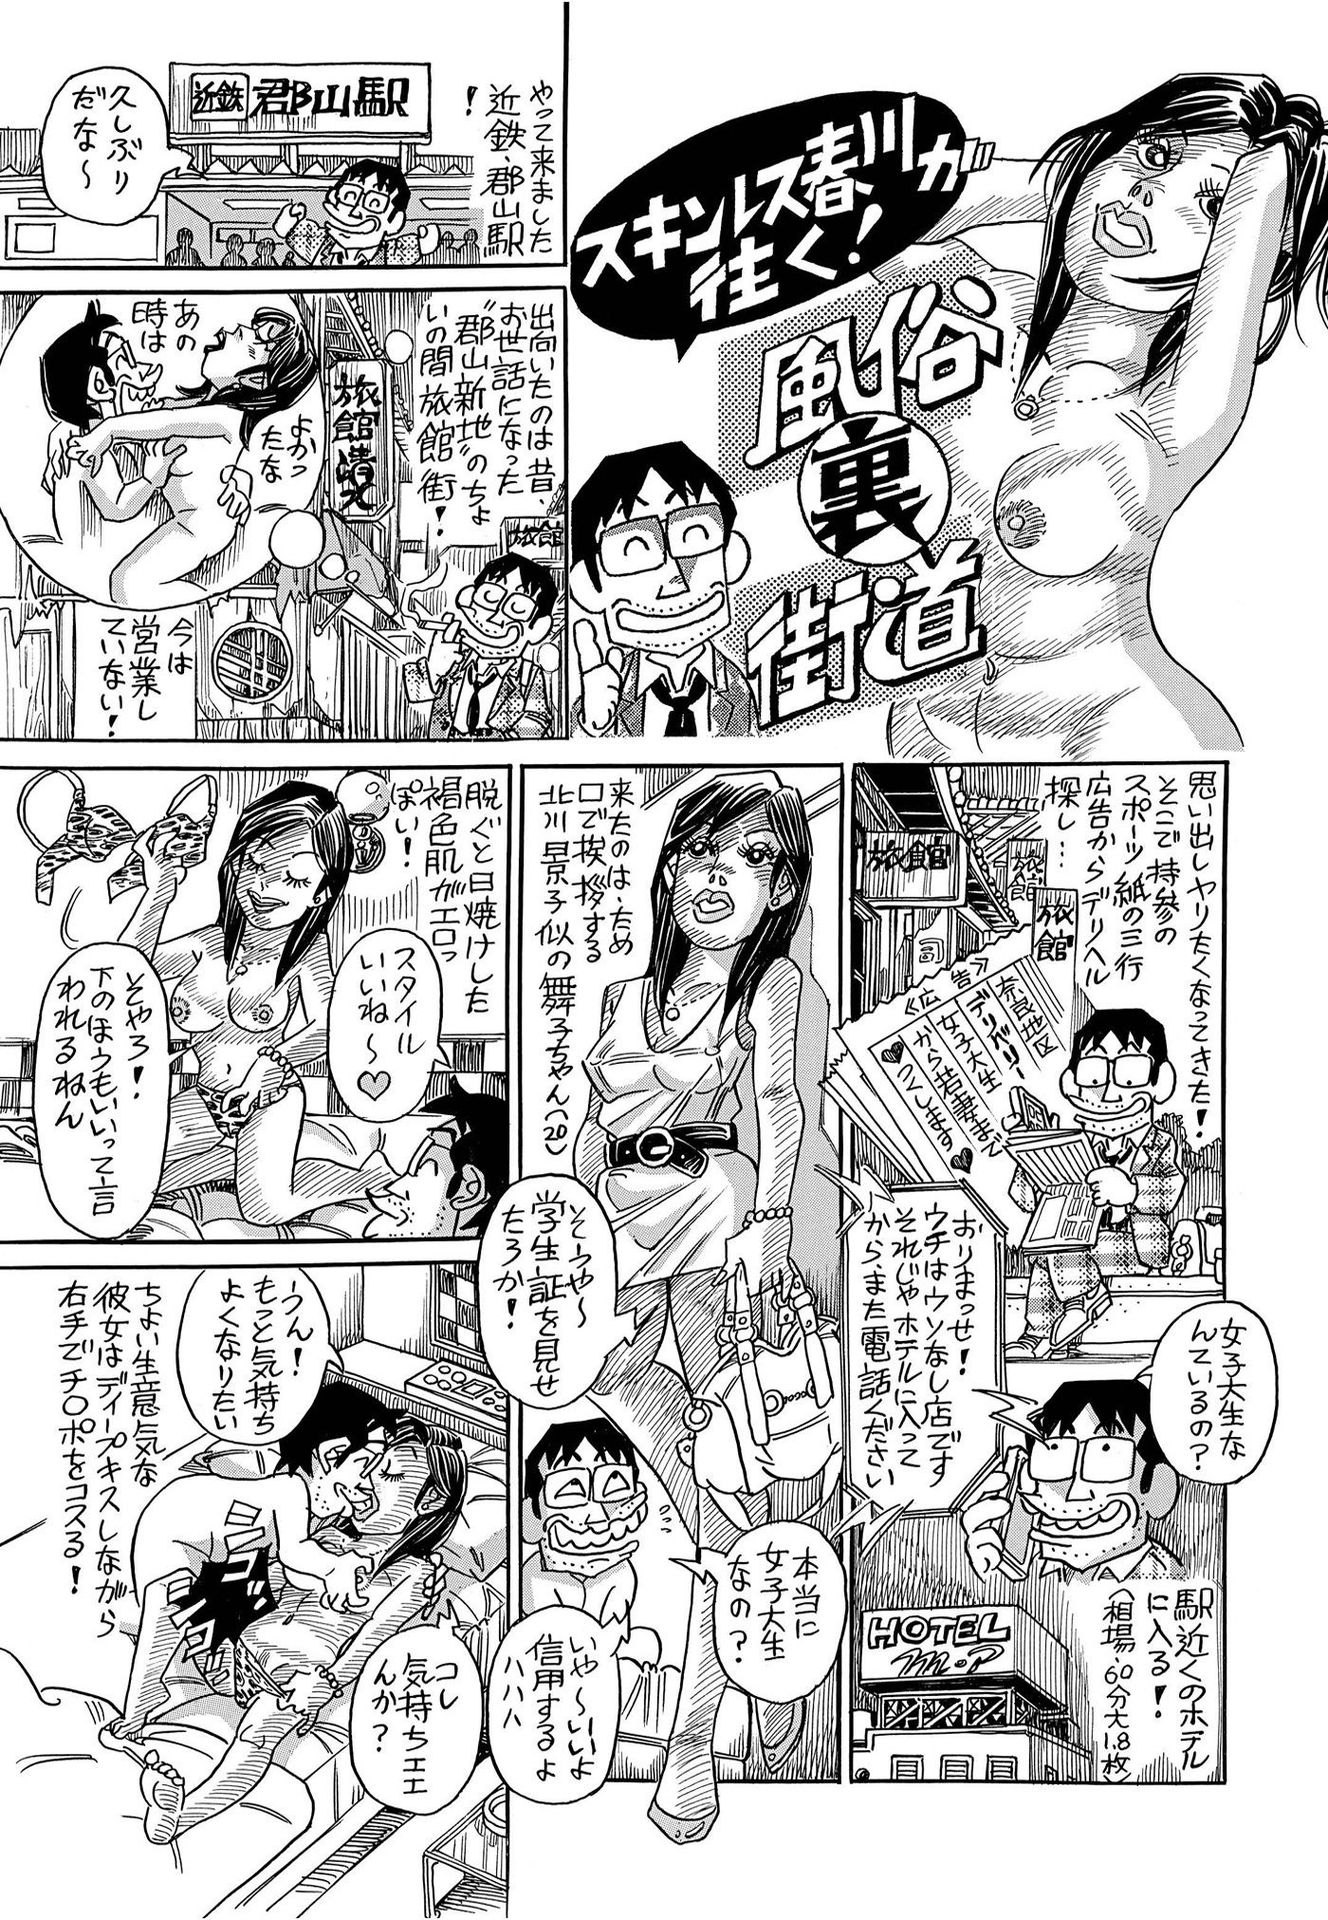 スキンレス春川が
往く!
風俗
裏
街道
やって来ました
近鉄・郡山駅
!
近鉄 郡山駅
久しぶり
だな〜
出向いたのは昔、
お世話になった
“郡山新地”のちょ
いの間旅館街!
旅館
あの
時は
よかっ
たな
今は
営業し
ていない!
思い出しヤリたくなってきた!
そこで持参の
スポーツ紙の三行
広告からデリヘル
探し…
旅館
旅館
旅館
《広告》
奈良地区
デリバリー
女子大生
から若妻まで
♥つくします♥
女子大生な
んているの?
おりまっせ!
ウチはウソなし店です
それじゃホテルに入って
から、また電話ください
駅近くのホテル
に入る!
(相場・60分大1.8
枚)
HOTEL
来たのは、ため
口で挨拶する
北川景子似の舞子ちゃん(20)
本当に
女子大生
なの?
そうや〜
学生証を見せ
たろか!
いや〜いいよ
信用するよ
ハハハ
脱ぐと日焼けした
褐色肌がエロっ
ぽい!
スタイル
いいね〜♥
そやろ!
下のほうもいいって言
われるねん
ちょい生意気な
彼女はディープキスしながら
右手でチ○ポをコスる!
コレ
気持ちエエ
んか?
うん!
もっと気持ち
よくなりたい